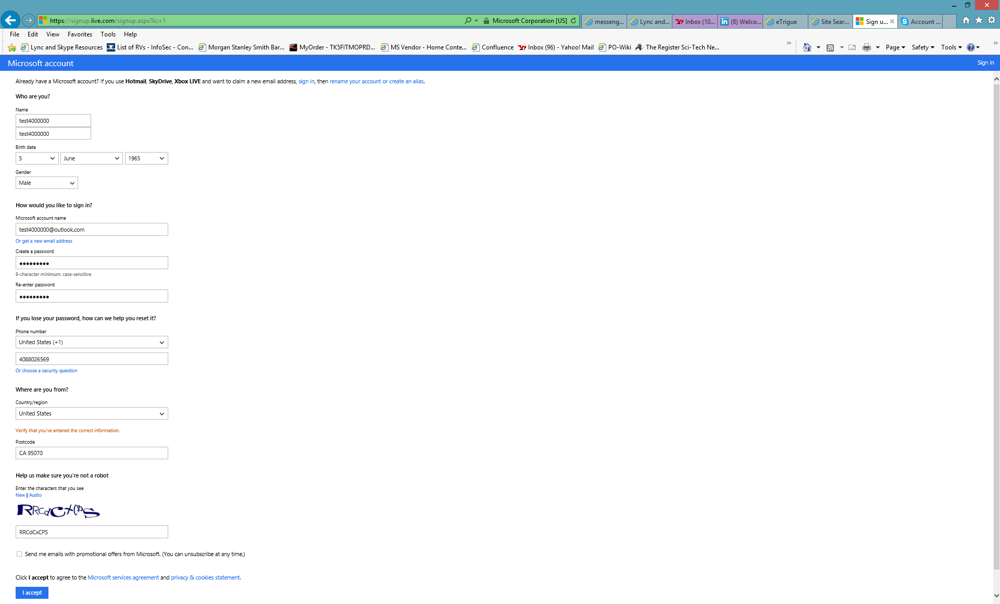 https://signup.live.com/signup.aspx?lic=1
Microsoft Corporation [US]
messeng...
Lync and...
Inbox (10...
(8) Welco...
eTrigue
Site Sear...
Sign u...
Account ...
File Edit View Favorites Tools Help
Lync and Skype Resources
List of RVs - InfoSec - Con...
Morgan Stanley Smith Bar...
MyOrder - TK5FITMOPRD...
MS Vendor - Home Conte...
Confluence
Inbox (96) - Yahoo! Mail
PO-Wiki
The Register Sci-Tech Ne...
Page Safety Tools
Microsoft account
Sign in
Already have a Microsoft account? If you use Hotmail, SkyDrive, Xbox LIVE and want to claim a new email address, sign in, then rename your account or create an alias.
Who are you?
Name
test4000000
test4000000
Birth date
5 June 1965
Gender
Male
How would you like to sign in?
Microsoft account name
test4000000@outlook.com
Or get a new email address
Create a password
8-character minimum; case-sensitive
Re-enter password
If you lose your password, how can we help you reset it?
Phone number
United States (+1)
4088026569
Or choose a security question
Where are you from?
Country/region
United States
Verify that you've entered the correct information.
Postcode
CA 95070
Help us make sure you're not a robot
Enter the characters that you see
New | Audio
RRCdCxCPS
Send me emails with promotional offers from Microsoft. (You can unsubscribe at any time.)
Click I accept to agree to the Microsoft services agreement and privacy & cookies statement.
I accept